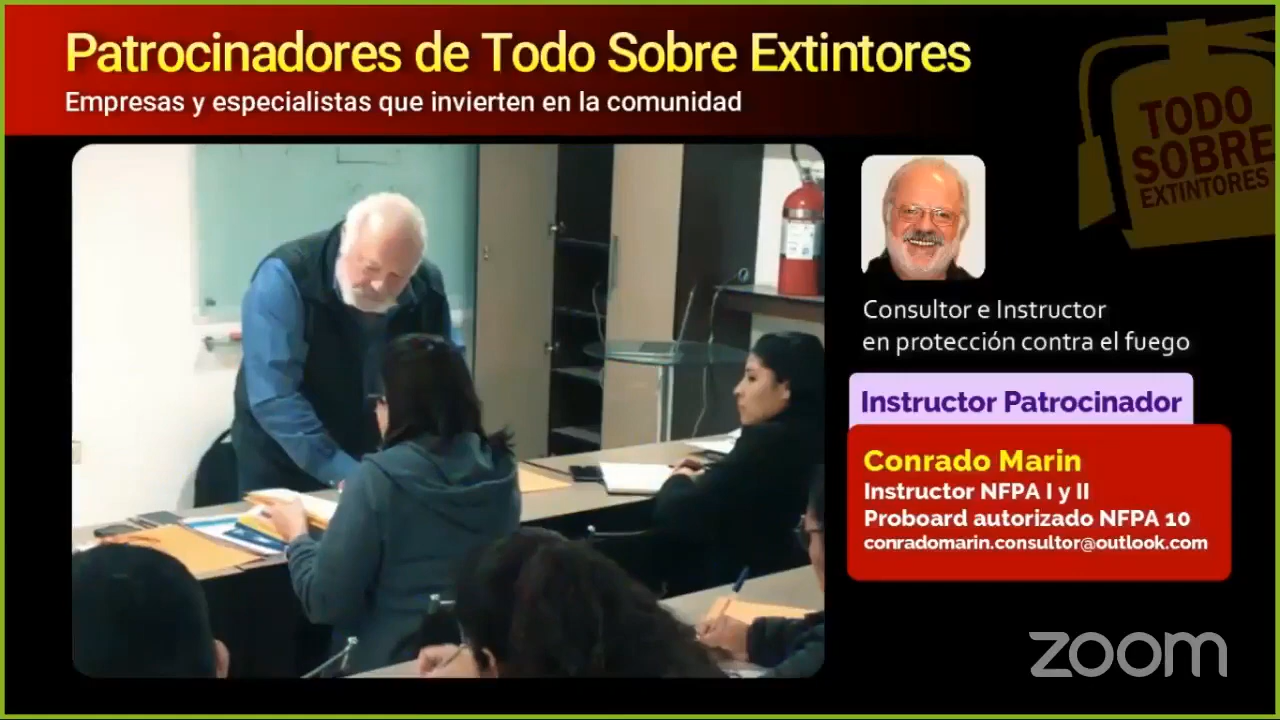 Patrocinadores de Todo Sobre Extintores
Empresas y especialistas que invierten en la comunidad
TODO
SOBRE
EXTINTORES
Consultor e Instructor
en protección contra el fuego
Instructor Patrocinador
Conrado Marin
Instructor NFPA I y II
Proboard autorizado NFPA 10
conradomarin.consultor@outlook.com
zoom